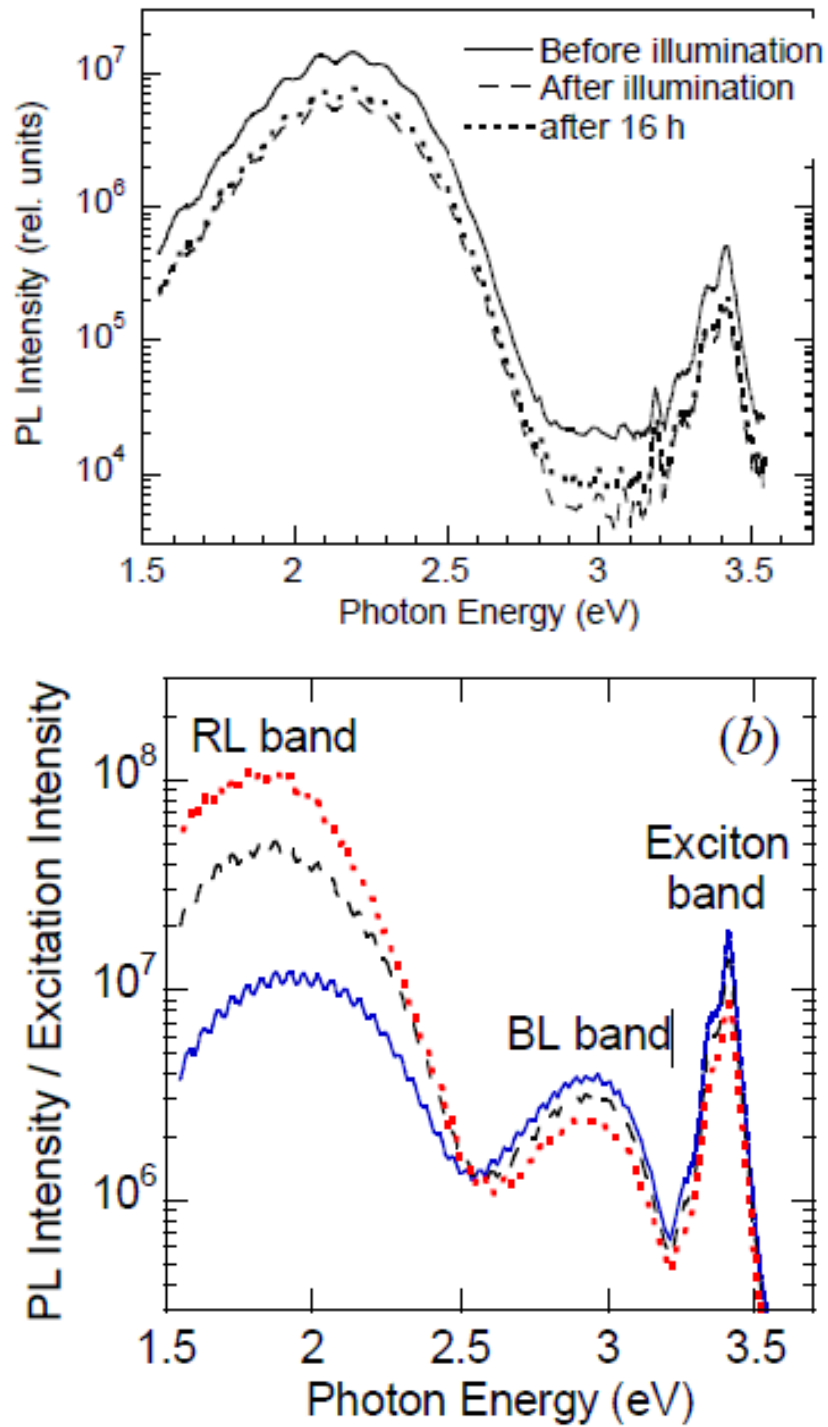 Before illumination
After illumination
after 16 h
PL Intensity (rel. units)
10^7
10^6
10^5
10^4
1.5 2 2.5 3 3.5
Photon Energy (eV)
RL band
(b)
Exciton
band
BL band
PL Intensity / Excitation Intensity
10^8
10^7
10^6
1.5 2 2.5 3 3.5
Photon Energy (eV)